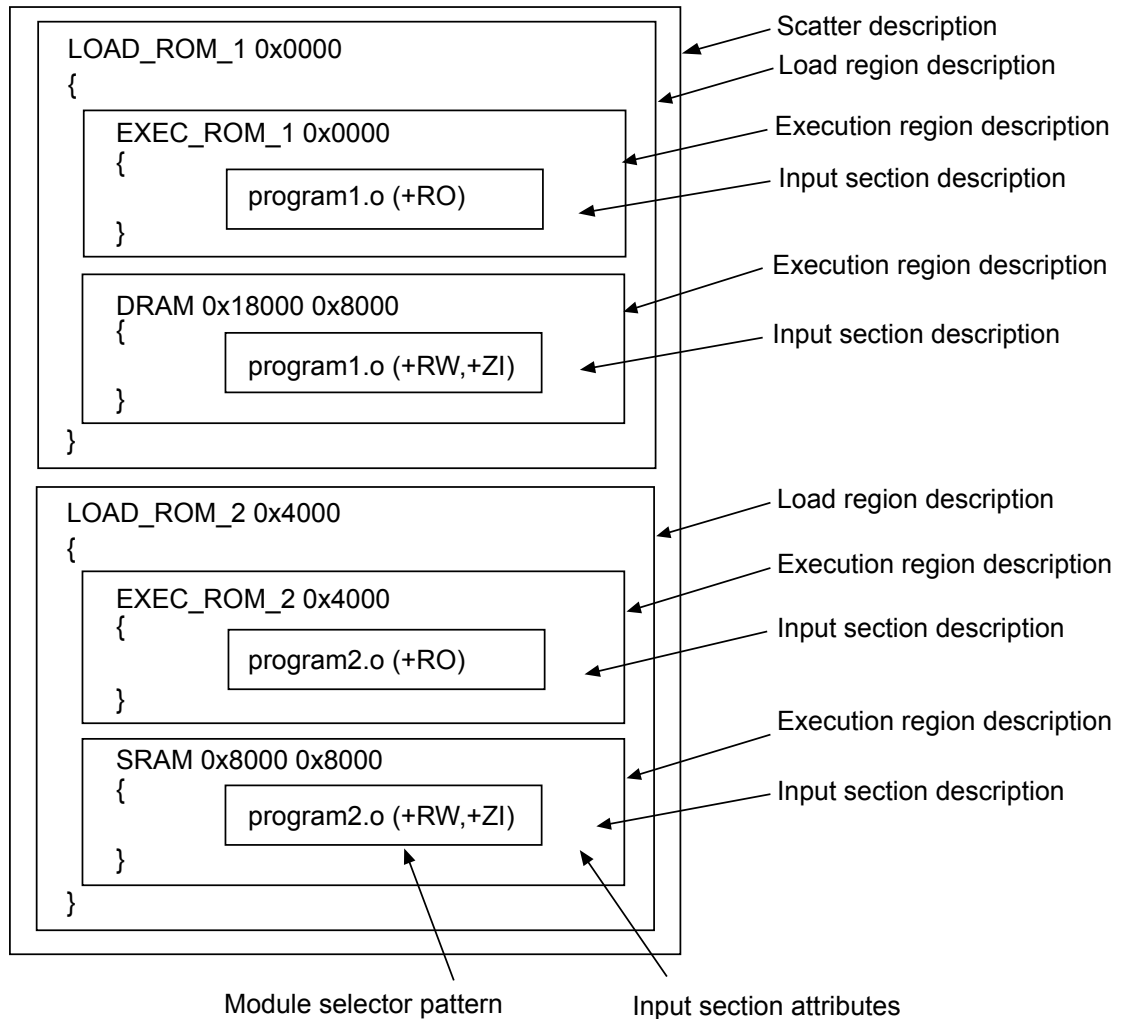 Scatter description
LOAD_ROM_1 0x0000
Load region description
{
EXEC_ROM_1 0x0000
Execution region description
{
program1.o (+RO)
Input section description
}
DRAM 0x18000 0x8000
Execution region description
{
program1.o (+RW,+ZI)
Input section description
}
}
LOAD_ROM_2 0x4000
Load region description
{
EXEC_ROM_2 0x4000
Execution region description
{
program2.o (+RO)
Input section description
}
SRAM 0x8000 0x8000
Execution region description
{
program2.o (+RW,+ZI)
Input section description
}
}
Module selector pattern
Input section attributes